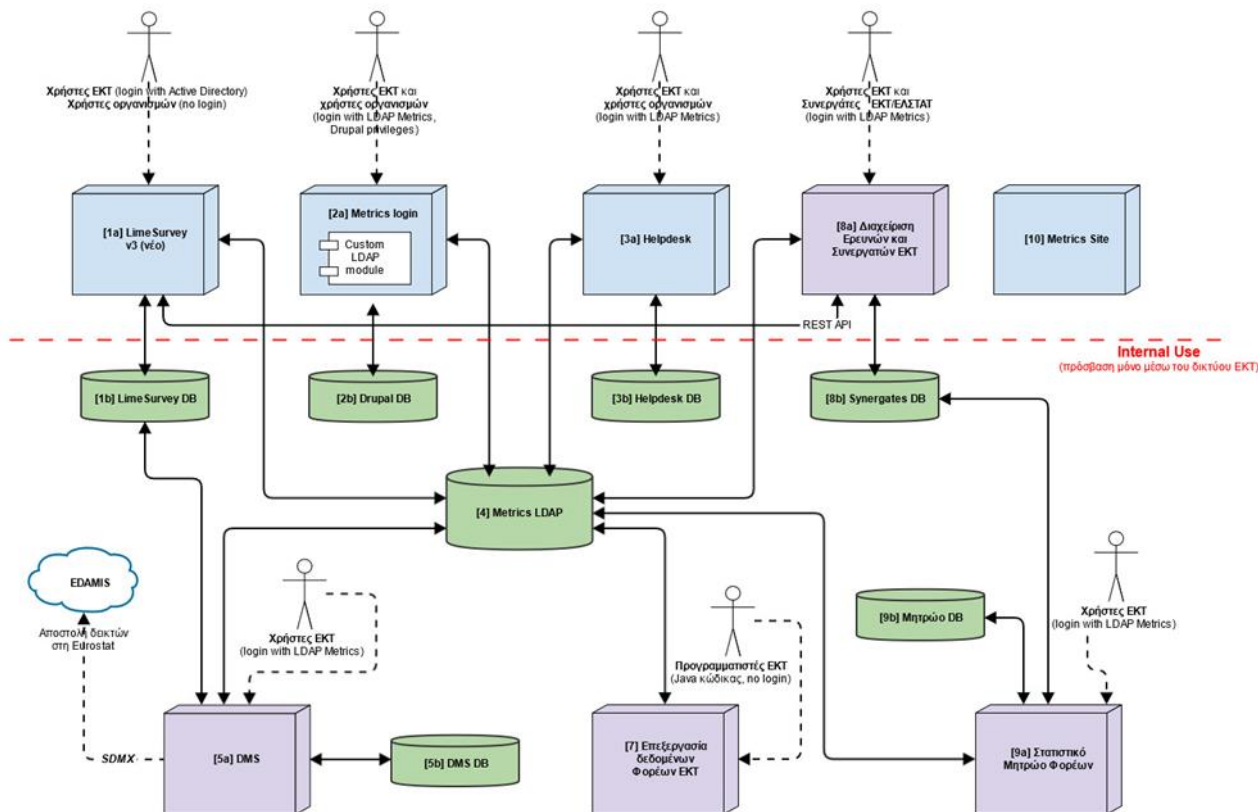 Χρήστες ΕΚΤ (login with Active Directory)
Χρήστες οργανισμών (no login)
Χρήστες ΕΚΤ και
χρήστες οργανισμών
(login with LDAP Metrics,
Drupal privileges)
Χρήστες ΕΚΤ και
χρήστες οργανισμών
(login with LDAP Metrics)
Χρήστες ΕΚΤ και
Συνεργάτες ΕΚΤ/ΕΛΣΤΑΤ
(login with LDAP Metrics)
[1a] LimeSurvey
v3 (νέο)
[2a] Metrics login
Custom
LDAP
module
[3a] Helpdesk
[8a] Διαχείριση
Ερευνών και
Συνεργατών ΕΚΤ
[10] Metrics Site
REST API
Internal Use
(πρόσβαση μόνο μέσω του δικτύου ΕΚΤ)
[1b] LimeSurvey DB
[2b] Drupal DB
[3b] Helpdesk DB
[8b] Synergates DB
[4] Metrics LDAP
EDAMIS
Αποστολή δεικτών
στη Eurostat
Χρήστες ΕΚΤ
(login with LDAP Metrics)
Προγραμματιστές ΕΚΤ
(Java κώδικας, no login)
[9b] Μητρώο DB
Χρήστες ΕΚΤ
(login with LDAP Metrics)
SDMX
[5a] DMS
[5b] DMS DB
[7] Επεξεργασία
δεδομένων
Φορέων ΕΚΤ
[9a] Στατιστικό
Μητρώο Φορέων